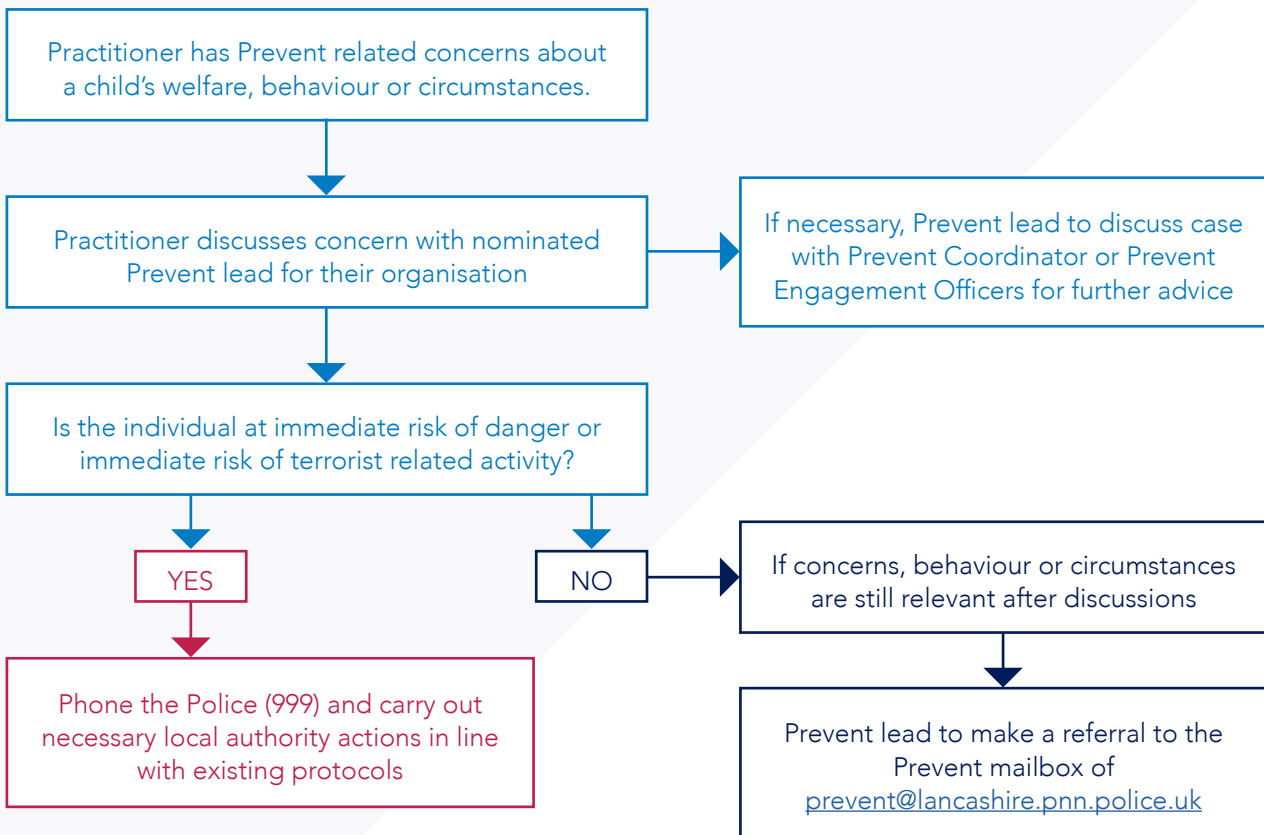 Practitioner has Prevent related concerns about
a child's welfare, behaviour or circumstances.
Practitioner discusses concern with nominated
Prevent lead for their organisation
If necessary, Prevent lead to discuss case
with Prevent Coordinator or Prevent
Engagement Officers for further advice
Is the individual at immediate risk of danger or
immediate risk of terrorist related activity?
YES
NO
If concerns, behaviour or circumstances
are still relevant after discussions
Phone the Police (999) and carry out
necessary local authority actions in line
with existing protocols
Prevent lead to make a referral to the
Prevent mailbox of
prevent@lancashire.pnn.police.uk